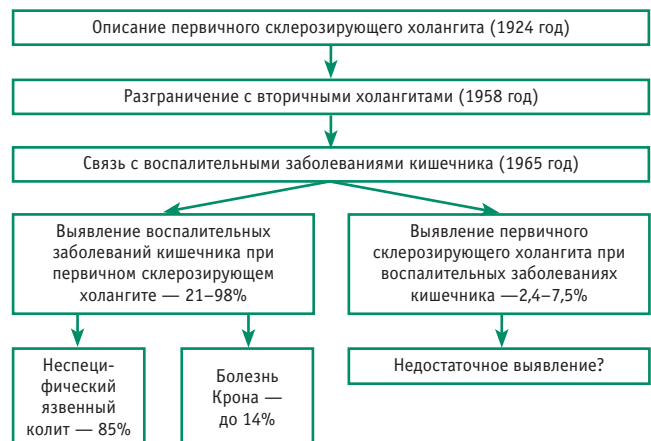 Описание первичного склерозирующего холангита (1924 год)
Разграничение с вторичными холангитами (1958 год)
Связь с воспалительными заболеваниями кишечника (1965 год)
Выявление воспалительных
заболеваний кишечника при
первичном склерозирующем
холангите — 21–98%
Выявление первичного
склерозирующего холангита при
воспалительных заболеваниях
кишечника —2,4–7,5%
Неспеци-
фический
язвенный
колит — 85%
Болезнь
Крона —
до 14%
Недостаточное выявление?